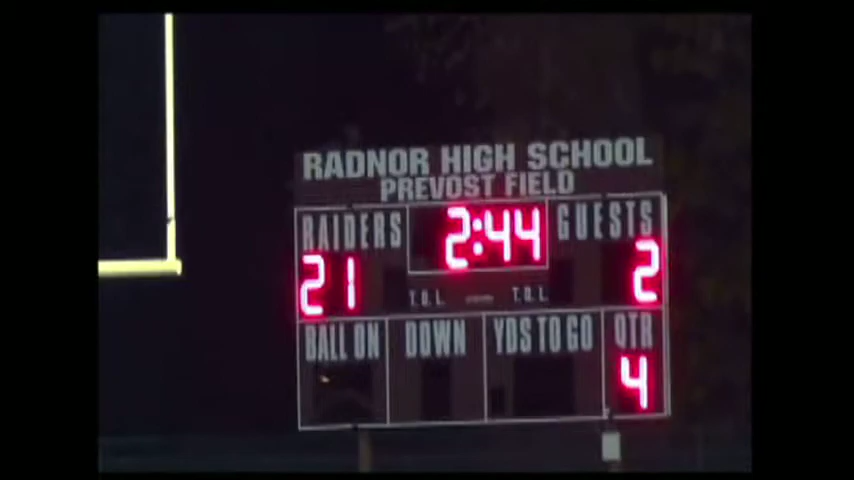 RADNOR HIGH SCHOOL
PREVOST FIELD
RAIDERS 2:44 GUESTS
21 2
T.O.L. T.O.L.
BALL ON DOWN YDS TO GO QTR
4